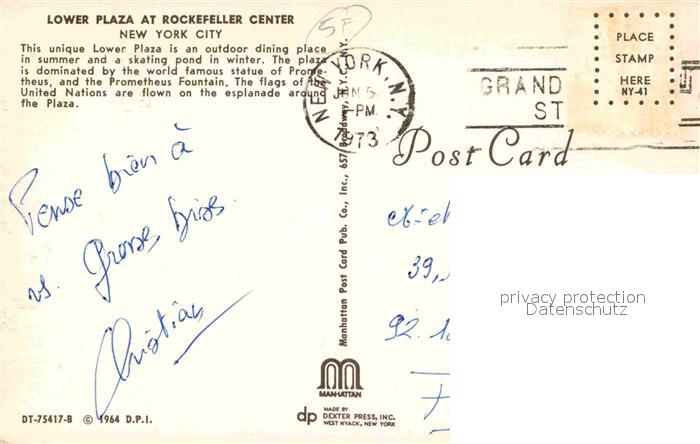 LOWER PLAZA AT ROCKEFELLER CENTER
NEW YORK CITY
This unique Lower Plaza is an outdoor dining place
in summer and a skating pond in winter. The plaza
is dominated by the world famous statue of Prome-
theus, and the Prometheus Fountain. The flags of the
United Nations are flown on the esplanade around
the Plaza.
5F
NEW YORK, N.Y.
PM
1973
GRAND
ST
PLACE
STAMP
HERE
NY-41
Post Card
Pense bien à
vs. Grosses bises.
Christian
Manhattan Post Card Pub. Co., Inc., 657 Broadway, N.Y.C. N.Y.
39,
92.
privacy protection
Datenschutz
MANHATTAN
DT-75417-B © 1964 D.P.I.
dp MADE BY
DEXTER PRESS, INC.
WEST NYACK, NEW YORK